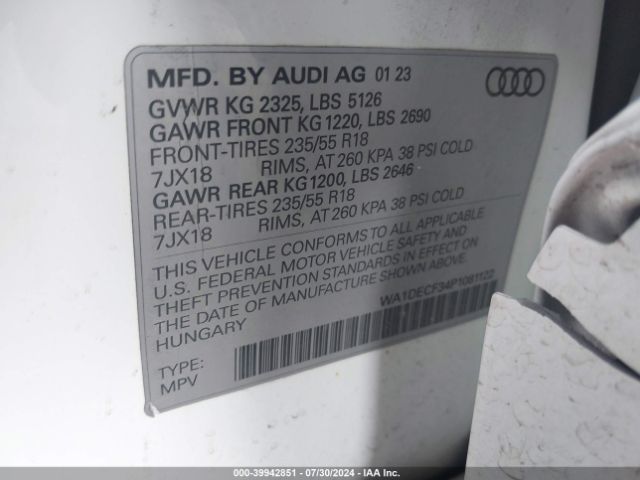 MFD. BY AUDI AG 01 23
GVWR KG 2325, LBS 5126
GAWR FRONT KG 1220, LBS 2690
FRONT-TIRES 235/55 R18
7JX18 RIMS, AT 260 KPA 38 PSI COLD
GAWR REAR KG 1200, LBS 2646
REAR-TIRES 235/55 R18
7JX18 RIMS, AT 260 KPA 38 PSI COLD
THIS VEHICLE CONFORMS TO ALL APPLICABLE
U.S. FEDERAL MOTOR VEHICLE SAFETY AND
THEFT PREVENTION STANDARDS IN EFFECT ON
THE DATE OF MANUFACTURE SHOWN ABOVE.
HUNGARY
WA1DECF34P1081122
TYPE:
MPV
000-39942851 - 07/30/2024 - IAA Inc.